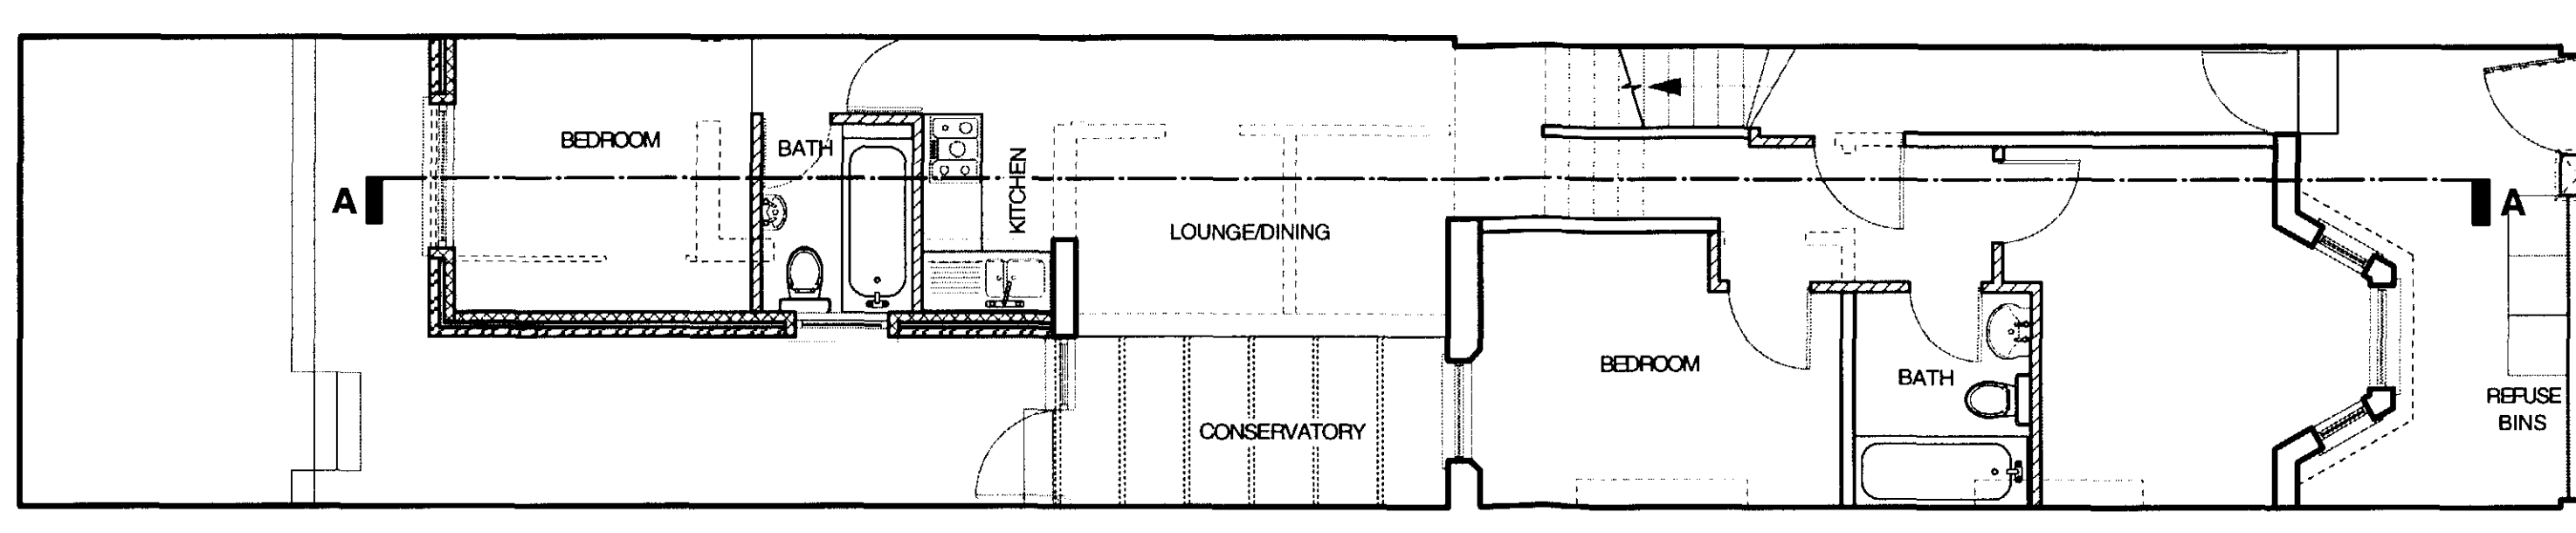 BEDROOM
BATH
KITCHEN
A
LOUNGE/DINING
A
BEDROOM
BATH
REFUSE
BINS
CONSERVATORY